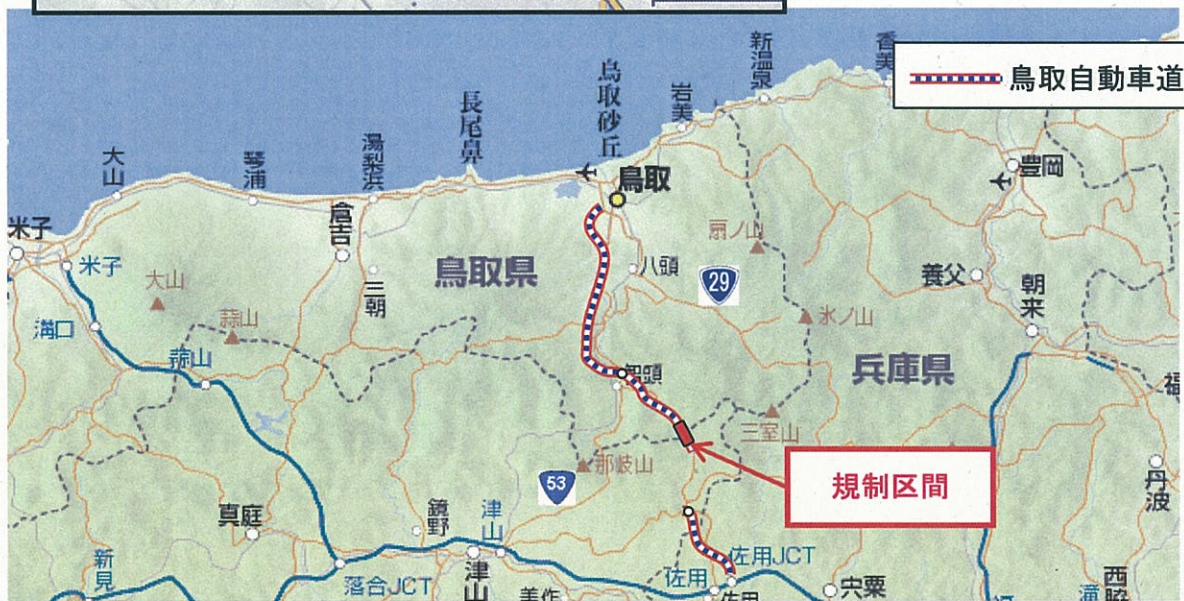 新温泉
香美
鳥取自動車道
鳥取砂丘
岩美
長尾鼻
湯梨浜
琴浦
大山
鳥取
豊岡
米子
倉吉
扇ノ山
米子
大山
鳥取県
八頭
29
養父
朝来
三朝
溝口
蒜山
氷ノ山
蒜山
智頭
兵庫県
福
三室山
那岐山
53
規制区間
丹波
真庭
鏡野
津山
佐用JCT
新見
落合JCT
津山
美作
佐用
佐用
宍粟
西脇